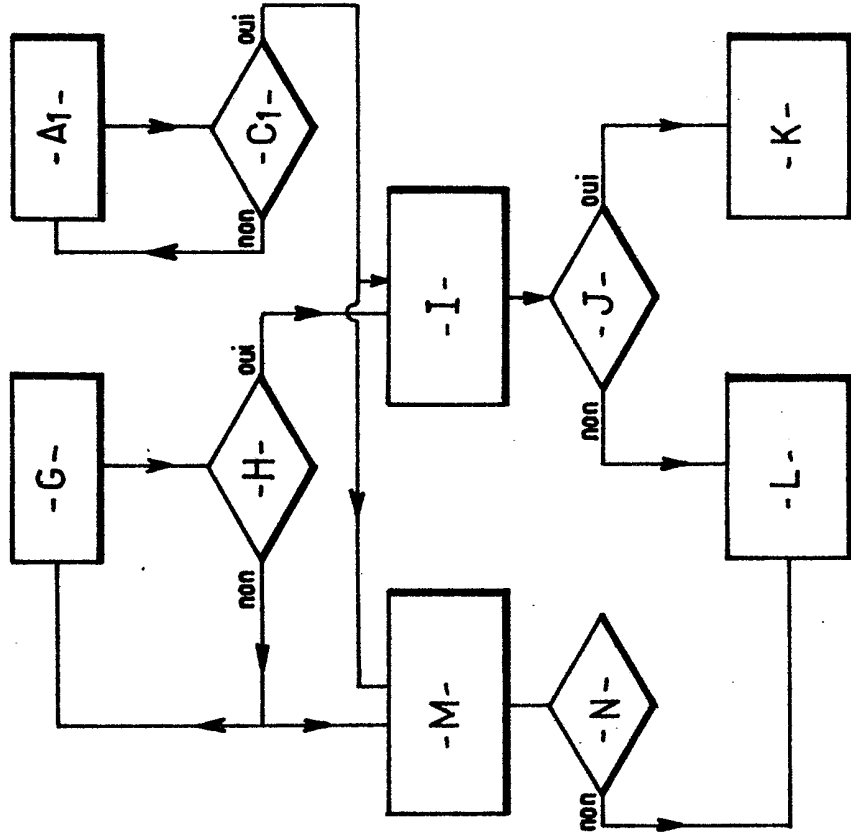 -G-
-A1-
non
-H-
oui
non
-C1-
oui
-M-
-I-
non
-N-
non
-J-
oui
-L-
-K-